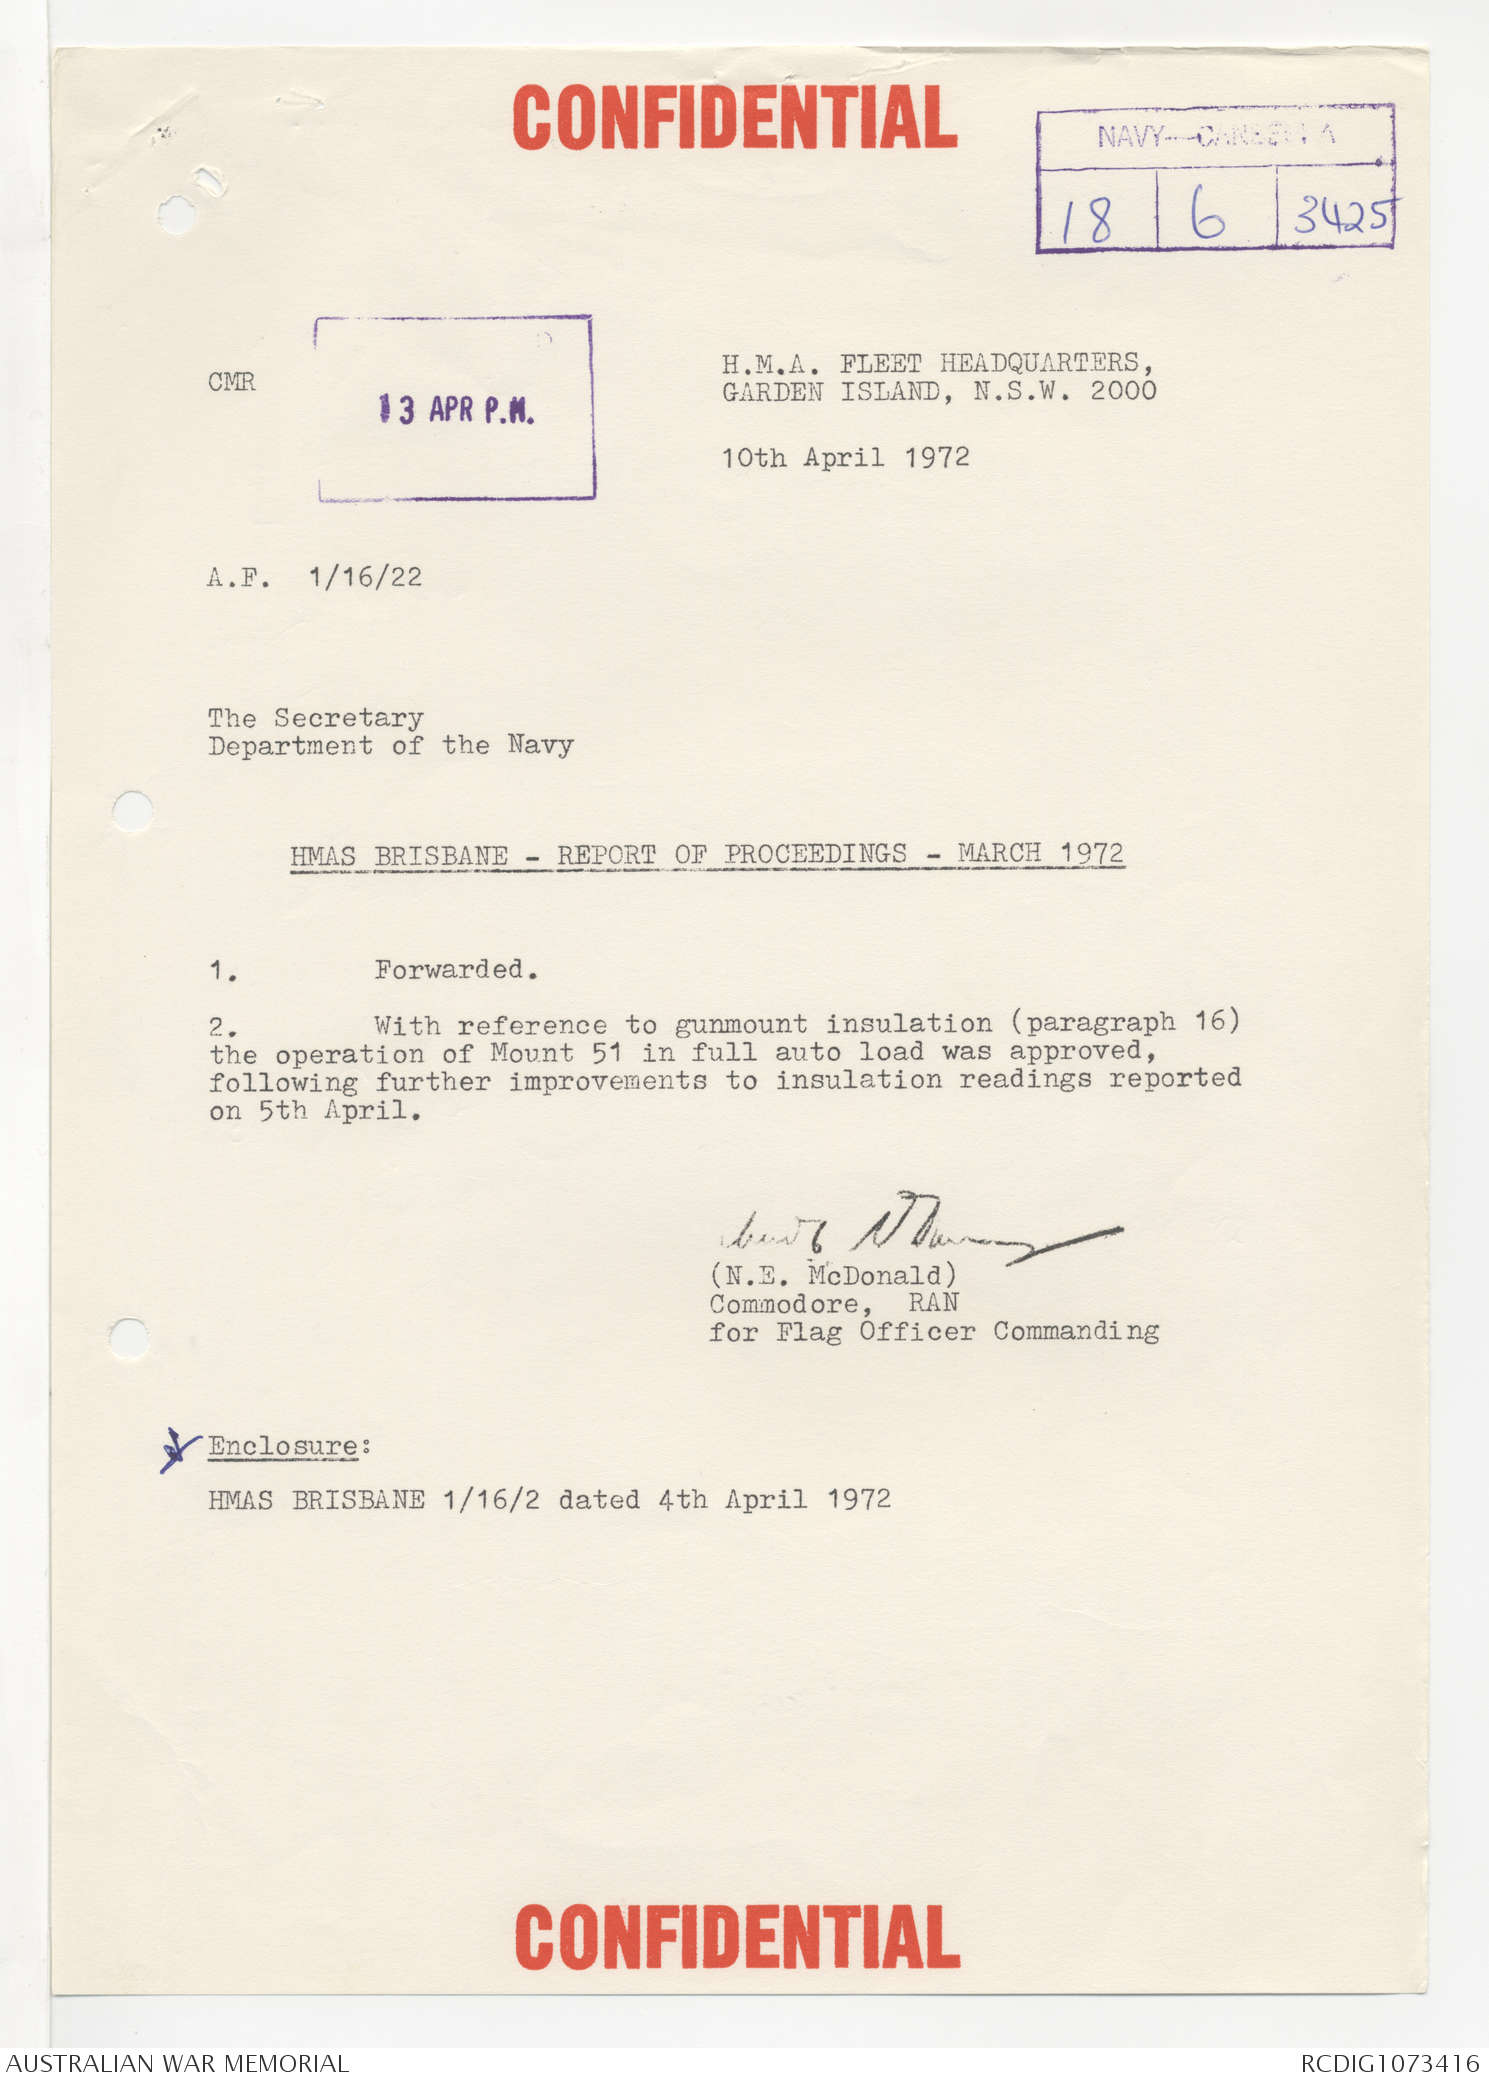 CONFIDENTIAL
NAVY—CANBERRA
18 6 3425
CMR
13 APR P.M.
H.M.A. FLEET HEADQUARTERS,
GARDEN ISLAND, N.S.W. 2000
10th April 1972
A.F. 1/16/22
The Secretary
Department of the Navy
HMAS BRISBANE - REPORT OF PROCEEDINGS - MARCH 1972
1. Forwarded.
2. With reference to gunmount insulation (paragraph 16)
the operation of Mount 51 in full auto load was approved,
following further improvements to insulation readings reported
on 5th April.
(N.E. McDonald)
Commodore, RAN
for Flag Officer Commanding
Enclosure:
HMAS BRISBANE 1/16/2 dated 4th April 1972
CONFIDENTIAL
AUSTRALIAN WAR MEMORIAL
RCDIG1073416